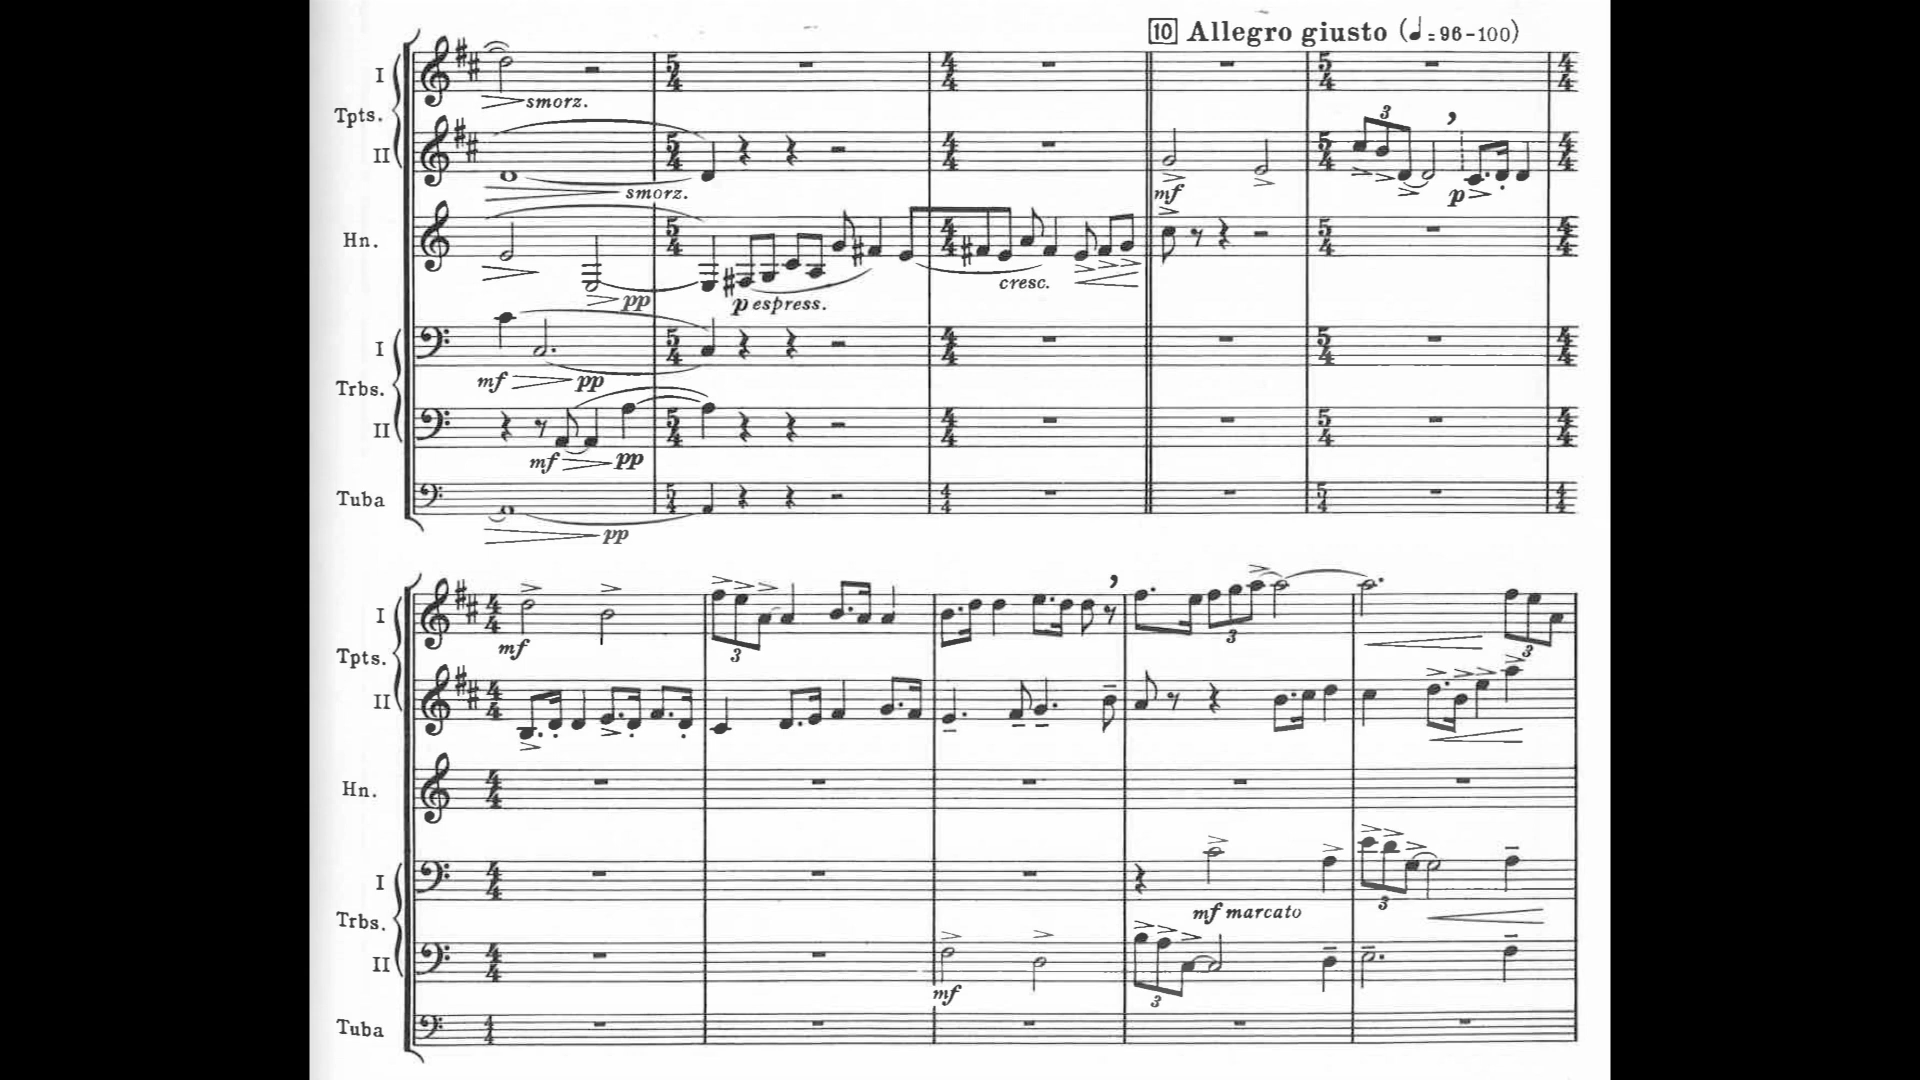 10 Allegro giusto (♩=96-100)
I
smorz.
Tpts.
II
smorz.
mf
3
p
Hn.
pp
p espress.
cresc.
I
mf
pp
Trbs.
II
mf
pp
Tuba
pp
I
mf
3
3
3
Tpts.
II
Hn.
I
mf marcato
3
Trbs.
II
mf
3
Tuba